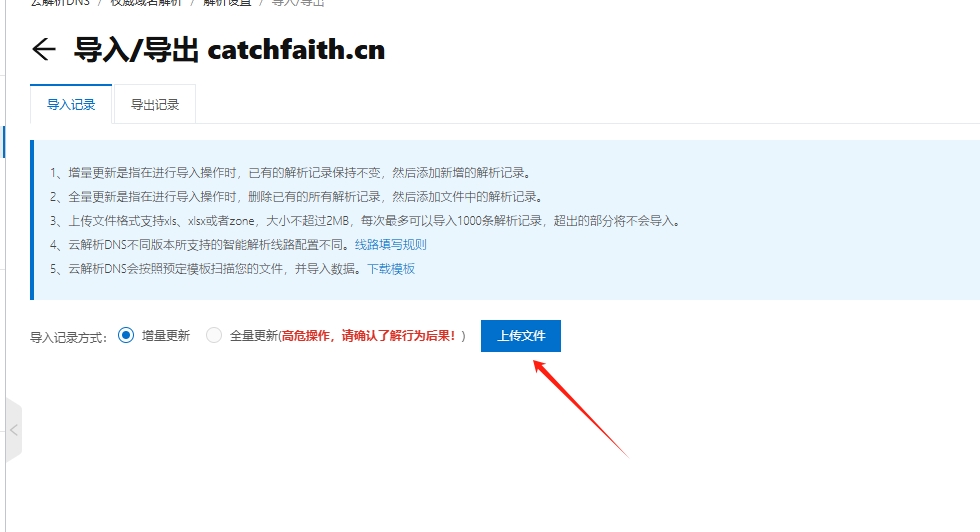 云解析DNS / 权威域名解析 / 解析设置 / 导入/导出
导入/导出 catchfaith.cn
导入记录 导出记录
1、增量更新是指在进行导入操作时，已有的解析记录保持不变，然后添加新增的解析记录。
2、全量更新是指在进行导入操作时，删除已有的所有解析记录，然后添加文件中的解析记录。
3、上传文件格式支持xls、xlsx或者zone，大小不超过2MB，每次最多可以导入1000条解析记录，超出的部分将不会导入。
4、云解析DNS不同版本所支持的智能解析线路配置不同。线路填写规则
5、云解析DNS会按照预定模板扫描您的文件，并导入数据。下载模板
导入记录方式： 增量更新 全量更新(高危操作，请确认了解行为后果！) 上传文件